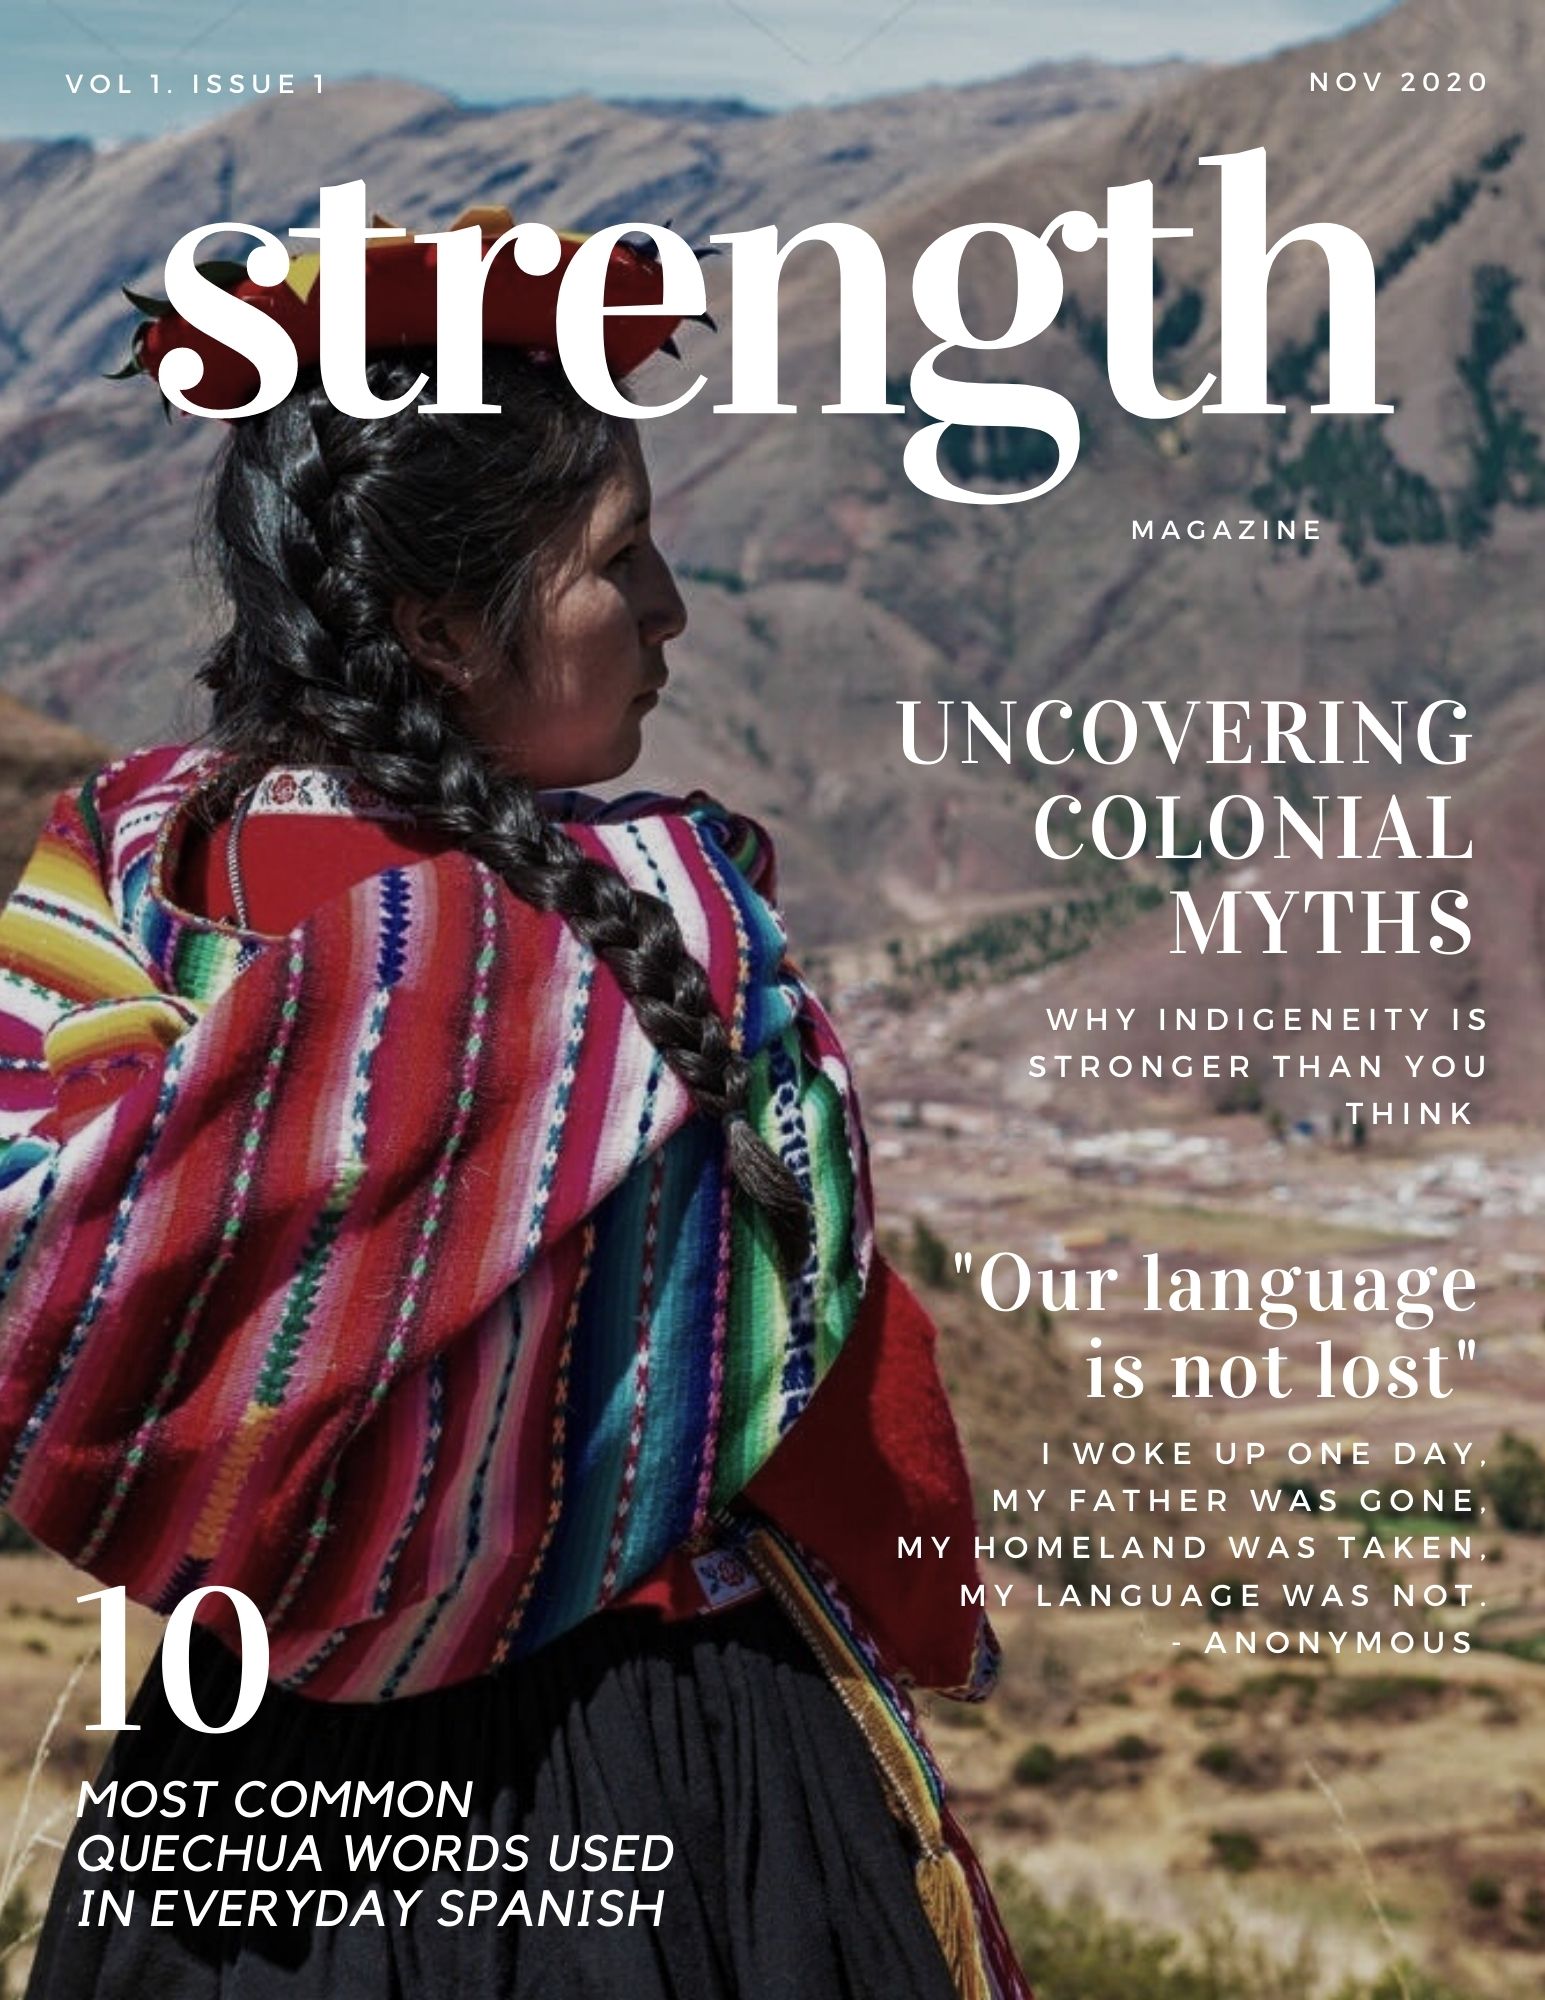 VOL 1. ISSUE 1
NOV 2020
strength
MAGAZINE
UNCOVERING
COLONIAL
MYTHS
WHY INDIGENEITY IS
STRONGER THAN YOU
THINK
"Our language
is not lost"
I WOKE UP ONE DAY,
MY FATHER WAS GONE,
MY HOMELAND WAS TAKEN,
MY LANGUAGE WAS NOT.
- ANONYMOUS
10
MOST COMMON
QUECHUA WORDS USED
IN EVERYDAY SPANISH